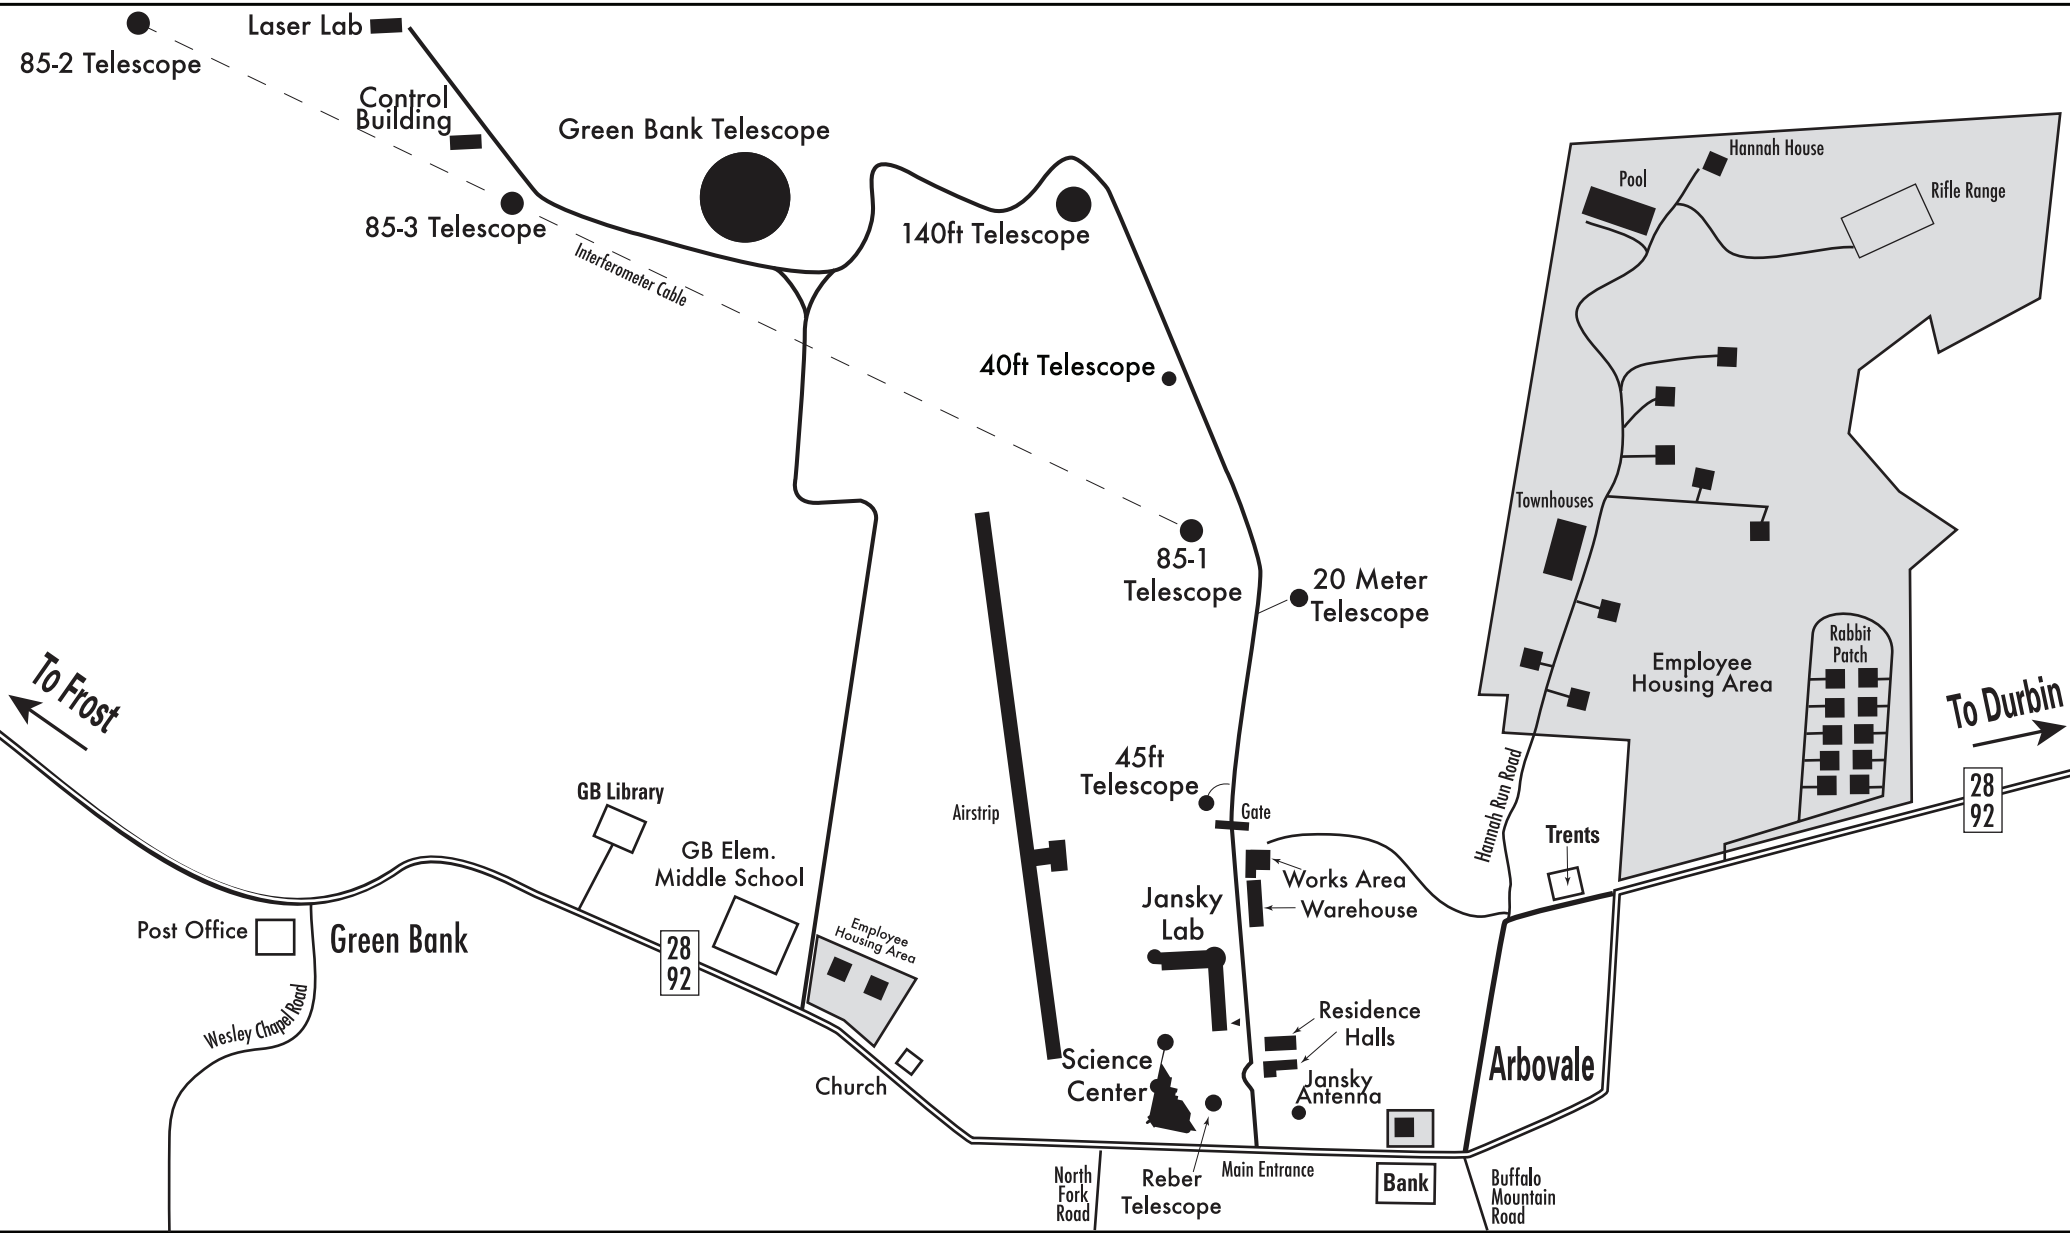 Laser Lab
85-2 Telescope
Control
Building
Green Bank Telescope
85-3 Telescope
Interferometer Cable
140ft Telescope
40ft Telescope
85-1
Telescope
20 Meter
Telescope
45ft
Telescope
Gate
Airstrip
Hannah House
Pool
Rifle Range
Townhouses
Employee
Housing Area
Rabbit
Patch
To Durbin
28
92
Hannah Run Road
Trents
To Frost
GB Library
GB Elem.
Middle School
Post Office
Green Bank
28
92
Employee
Housing Area
Wesley Chapel Road
Church
Works Area
Warehouse
Jansky
Lab
Residence
Halls
Science
Center
Jansky
Antenna
Arbovale
North
Fork
Road
Reber
Telescope
Main Entrance
Bank
Buffalo
Mountain
Road